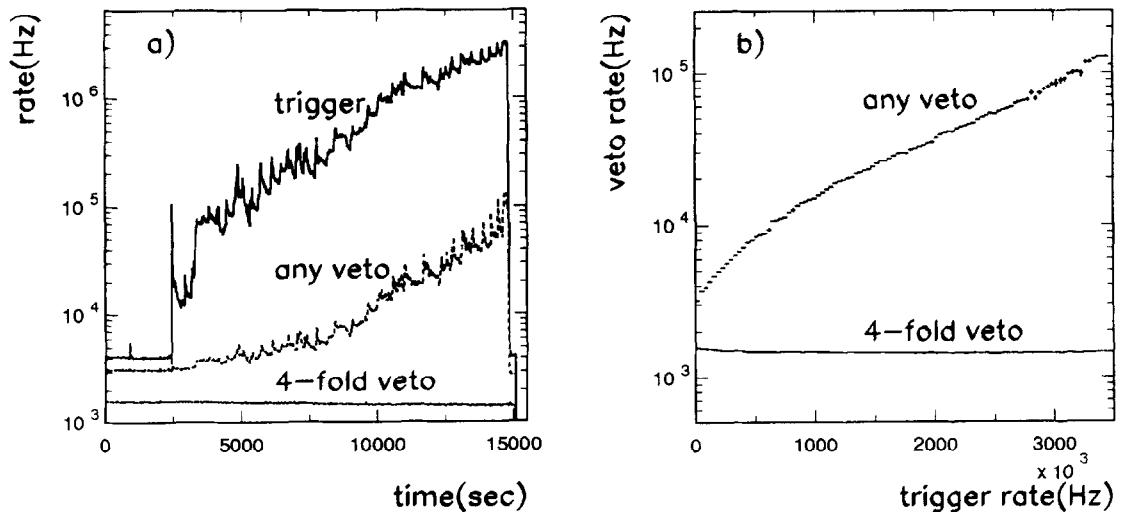 a)
rate(Hz)
10^6
10^5
10^4
10^3
trigger
any veto
4-fold veto
0
5000
10000
15000
time(sec)
b)
veto rate(Hz)
10^5
10^4
10^3
any veto
4-fold veto
0
1000
2000
3000
× 10^3
trigger rate(Hz)